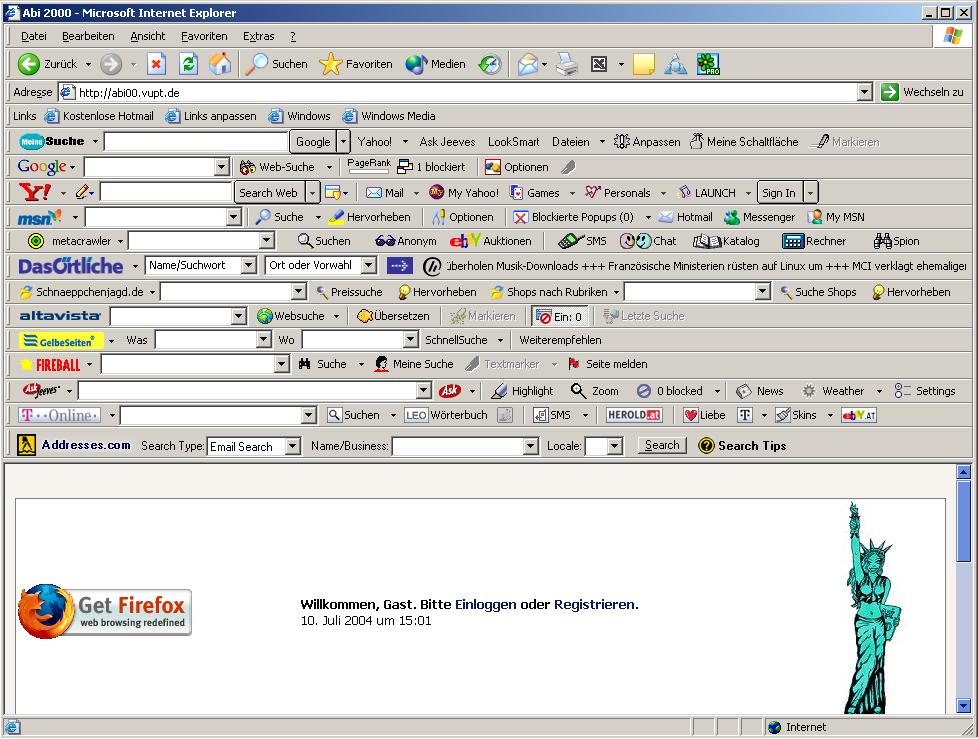 Abi 2000 - Microsoft Internet Explorer
Datei Bearbeiten Ansicht Favoriten Extras ?
Zurück Suchen Favoriten Medien PRO
Adresse http://abi00.vupt.de Wechseln zu
Links Kostenlose Hotmail Links anpassen Windows Windows Media
Meine Suche Google Yahoo! Ask Jeeves LookSmart Dateien Anpassen Meine Schaltfläche Markieren
Google Web-Suche PageRank 1 blockiert Optionen
Y! Search Web Mail My Yahoo! Games Personals LAUNCH Sign In
msn Suche Hervorheben Optionen Blockierte Popups (0) Hotmail Messenger My MSN
metacrawler Suchen Anonym ebY Auktionen SMS Chat Katalog Rechner Spion
DasÖrtliche Name/Suchwort Ort oder Vorwahl überholen Musik-Downloads +++ Französische Ministerien rüsten auf Linux um +++ MCI verklagt ehemaliger
Schnaeppchenjagd.de Preissuche Hervorheben Shops nach Rubriken Suche Shops Hervorheben
altavista Websuche Übersetzen Markieren Ein: 0 Letzte Suche
GelbeSeiten Was Wo SchnellSuche Weiterempfehlen
FIREBALL Suche Meine Suche Textmarker Seite melden
Ask Jeeves Ask Highlight Zoom 0 blocked News Weather Settings
T··Online· Suchen LEO Wörterbuch SMS HEROLD.at Liebe T Skins ebY.AT
Addresses.com Search Type: Email Search Name/Business: Locale: Search Search Tips
Get Firefox
web browsing redefined
Willkommen, Gast. Bitte Einloggen oder Registrieren.
10. Juli 2004 um 15:01
Internet